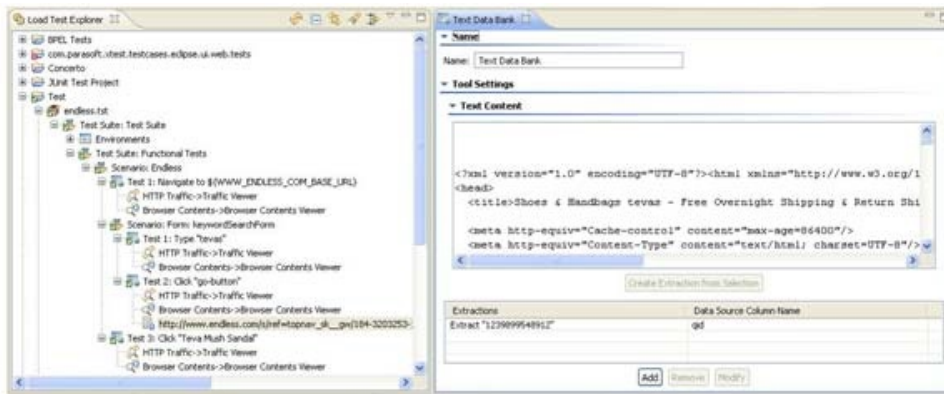 Load Test Explorer
BPEL Tests
com.parasoft.xtest.testcases.eclipse.ui.web.tests
Concerto
JUnit Test Project
Test
endless.tst
Test Suite: Test Suite
Environments
Test Suite: Functional Tests
Scenario: Endless
Test 1: Navigate to ${WWW_ENDLESS_COM_BASE_URL}
HTTP Traffic->Traffic Viewer
Browser Contents->Browser Contents Viewer
Scenario: Form: keywordSearchForm
Test 1: Type "tevas"
HTTP Traffic->Traffic Viewer
Browser Contents->Browser Contents Viewer
Test 2: Click "go-button"
HTTP Traffic->Traffic Viewer
Browser Contents->Browser Contents Viewer
http://www.endless.com/s/ref=topnav_sk__gw/184-3203253-
Test 3: Click "Teva Mush Sandal"
HTTP Traffic->Traffic Viewer
Browser Contents->Browser Contents Viewer
Text Data Bank
Name
Name: Text Data Bank
Tool Settings
Text Content
<?xml version="1.0" encoding="UTF-8"?><html xmlns="http://www.w3.org/1
<head>
<title>Shoes & Handbags tevas - Free Overnight Shipping & Return Shi
<meta http-equiv="Cache-control" content="max-age=86400"/>
<meta http-equiv="Content-Type" content="text/html; charset=UTF-8"/>
Create Extraction from Selection
Extractions Data Source Column Name
Extract "1239899548912" qid
Add Remove Modify